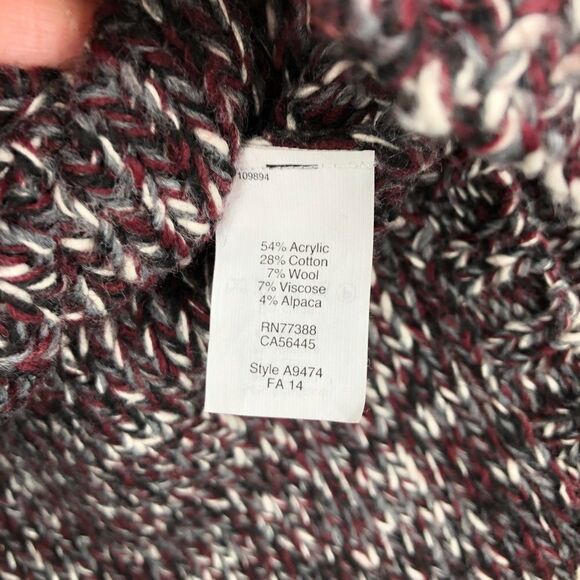 109894
54% Acrylic
28% Cotton
7% Wool
7% Viscose
4% Alpaca
RN77388
CA56445
Style A9474
FA 14